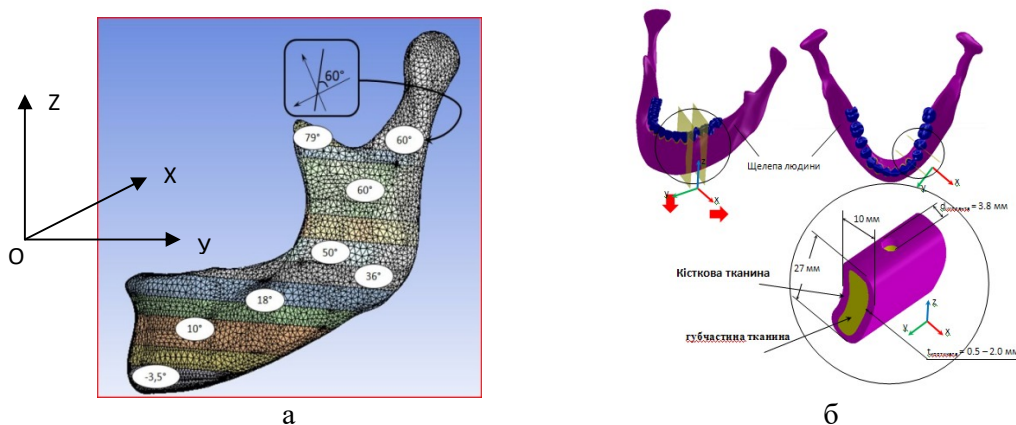 60°
79°
60°
60°
50°
36°
18°
10°
-3,5°
Z
X
У
О
а
Щелепа людини
z
y
x
y
x
10 мм
= 3.8 мм
27 мм
Кісткова тканина
губчастина тканина
z
y
x
= 0.5 – 2.0 мм
б